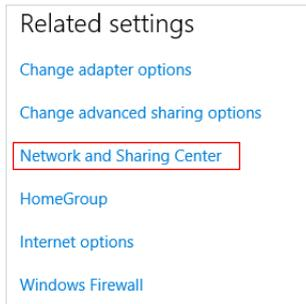 Related settings
Change adapter options
Change advanced sharing options
Network and Sharing Center
HomeGroup
Internet options
Windows Firewall